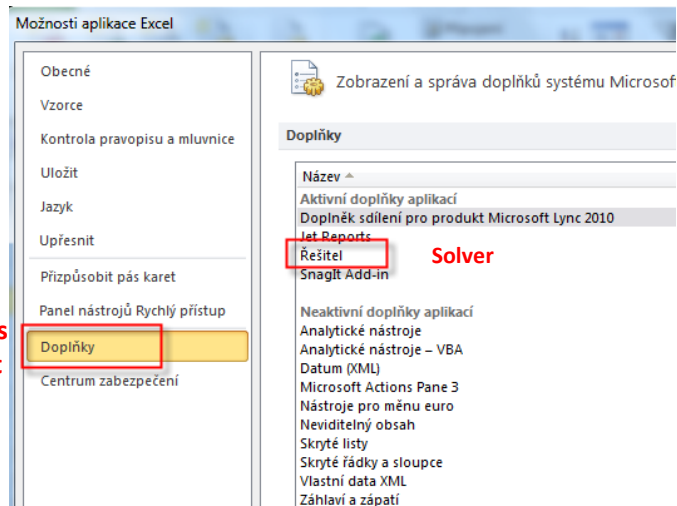 Možnosti aplikace Excel
Obecné
Vzorce
Kontrola pravopisu a mluvnice
Uložit
Jazyk
Upřesnit
Přizpůsobit pás karet
Panel nástrojů Rychlý přístup
Doplňky
Centrum zabezpečení
Zobrazení a správa doplňků systému Microsoft
Doplňky
Název
Aktivní doplňky aplikací
Doplněk sdílení pro produkt Microsoft Lync 2010
Jet Reports
Řešitel
Solver
SnagIt Add-in
Neaktivní doplňky aplikací
Analytické nástroje
Analytické nástroje – VBA
Datum (XML)
Microsoft Actions Pane 3
Nástroje pro měnu euro
Neviditelný obsah
Skryté listy
Skryté řádky a sloupce
Vlastní data XML
Záhlaví a zápatí